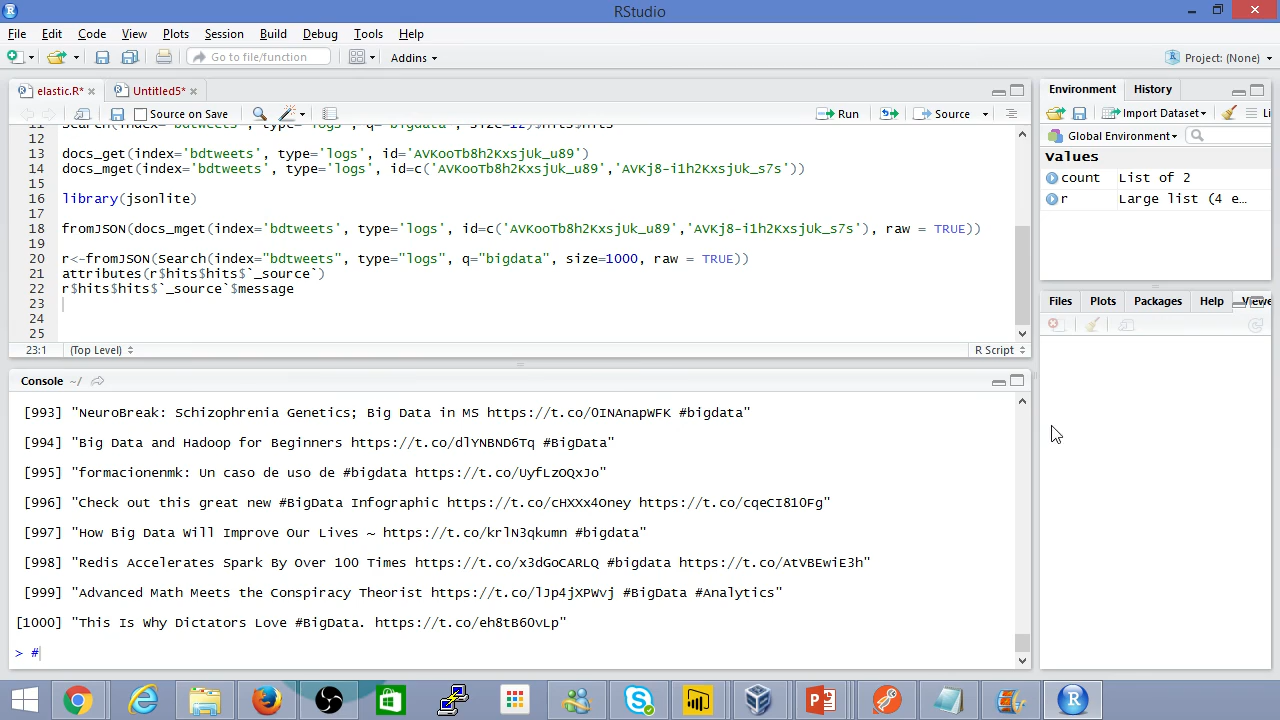 RStudio
File Edit Code View Plots Session Build Debug Tools Help
Go to file/function Addins Project: (None)
elastic.R* Untitled5* Environment History
Source on Save Run Source Import Dataset Li
Global Environment
Values
12
13 docs_get(index='bdtweets', type='logs', id='AVKooTb8h2KxsjUk_u89')
14 docs_mget(index='bdtweets', type='logs', id=c('AVKooTb8h2KxsjUk_u89','AVKj8-i1h2KxsjUk_s7s'))
15
16 library(jsonlite)
17
18 fromJSON(docs_mget(index='bdtweets', type='logs', id=c('AVKooTb8h2KxsjUk_u89','AVKj8-i1h2KxsjUk_s7s'), raw = TRUE))
19
20 r<-fromJSON(Search(index="bdtweets", type="logs", q="bigdata", size=1000, raw = TRUE))
21 attributes(r$hits$hits$`_source`)
22 r$hits$hits$`_source`$message
23
24
25
23:1 (Top Level) R Script
count List of 2
r Large list (4 e…
Files Plots Packages Help Viewe
Console ~/
[993] "NeuroBreak: Schizophrenia Genetics; Big Data in MS https://t.co/0INAnapWFK #bigdata"
[994] "Big Data and Hadoop for Beginners https://t.co/dlYNBND6Tq #BigData"
[995] "formacionenmk: Un caso de uso de #bigdata https://t.co/UyfLzOQxJo"
[996] "Check out this great new #BigData Infographic https://t.co/cHXXx4Oney https://t.co/cqeCI81OFg"
[997] "How Big Data Will Improve Our Lives ~ https://t.co/krlN3qkumn #bigdata"
[998] "Redis Accelerates Spark By Over 100 Times https://t.co/x3dGoCARLQ #bigdata https://t.co/AtVBEwiE3h"
[999] "Advanced Math Meets the Conspiracy Theorist https://t.co/lJp4jXPWvj #BigData #Analytics"
[1000] "This Is Why Dictators Love #BigData. https://t.co/eh8tB6OvLp"
> #